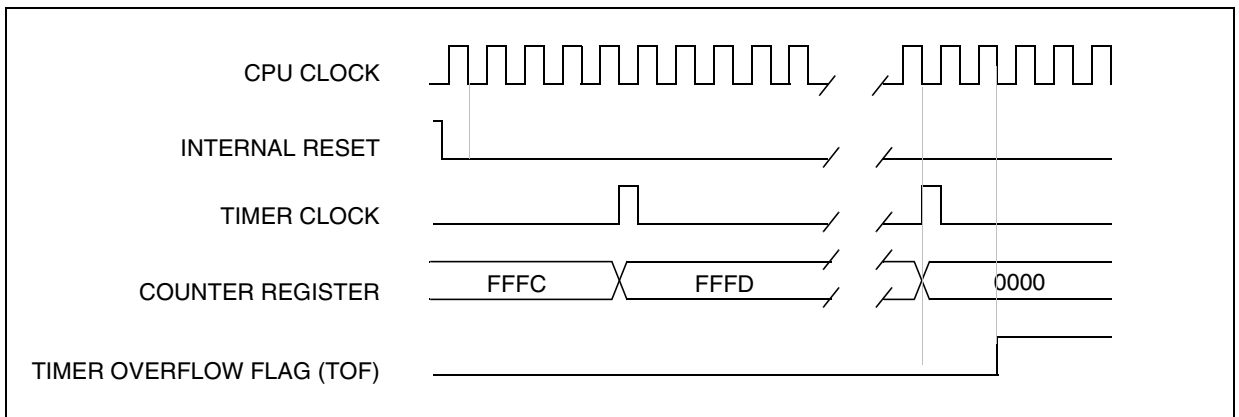 CPU CLOCK
INTERNAL RESET
TIMER CLOCK
COUNTER REGISTER
FFFC
FFFD
0000
TIMER OVERFLOW FLAG (TOF)